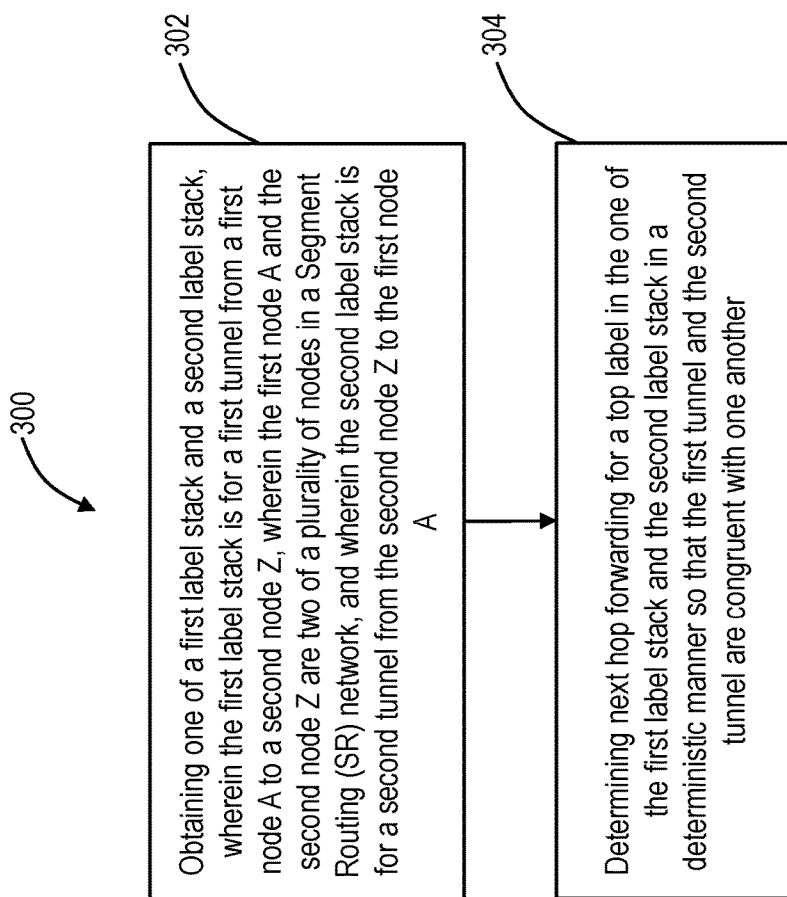 300
302
Obtaining one of a first label stack and a second label stack,
wherein the first label stack is for a first tunnel from a first
node A to a second node Z, wherein the first node A and the
second node Z are two of a plurality of nodes in a Segment
Routing (SR) network, and wherein the second label stack is
for a second tunnel from the second node Z to the first node
A
304
Determining next hop forwarding for a top label in the one of
the first label stack and the second label stack in a
deterministic manner so that the first tunnel and the second
tunnel are congruent with one another